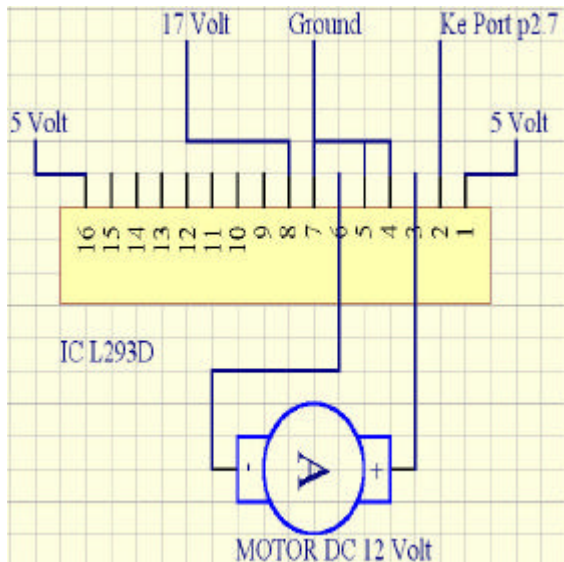 17 Volt Ground Ke Port p2.7
5 Volt 5 Volt
16 15 14 13 12 11 10 9 8 7 6 5 4 3 2 1
IC L293D
- A +
MOTOR DC 12 Volt